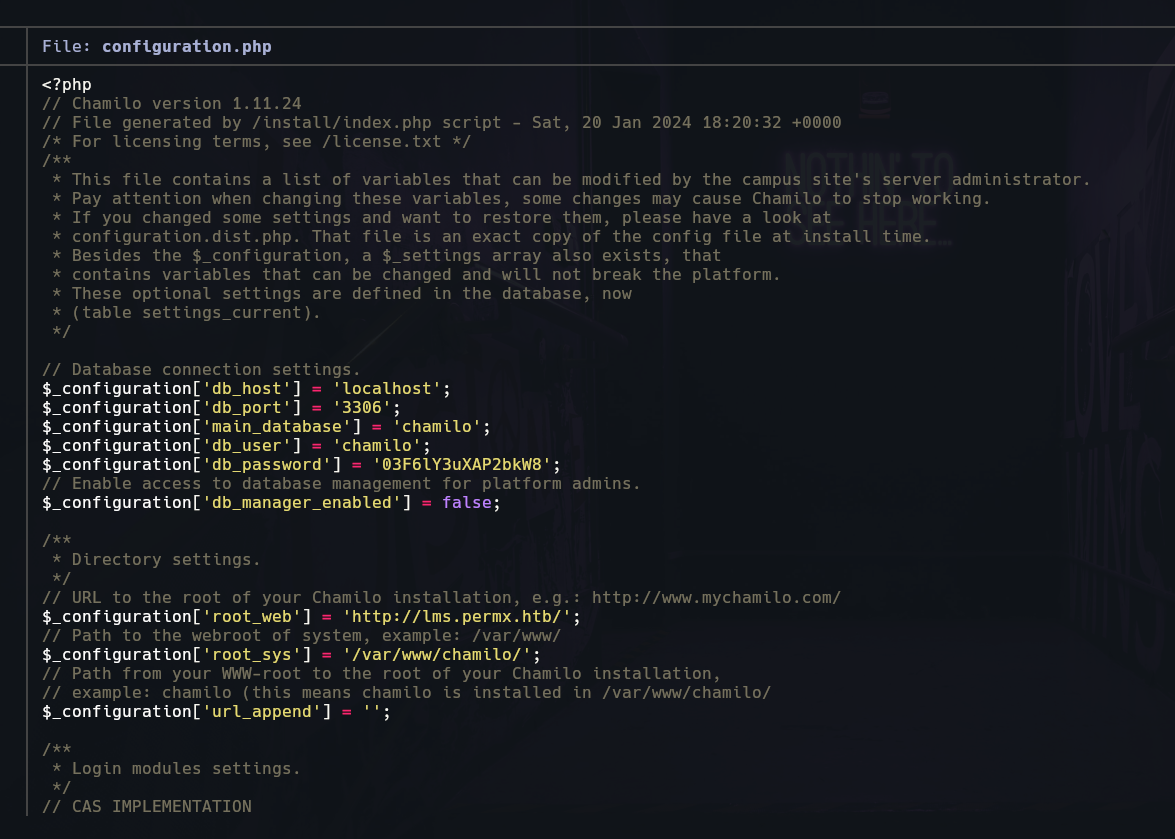 File: configuration.php
<?php
// Chamilo version 1.11.24
// File generated by /install/index.php script - Sat, 20 Jan 2024 18:20:32 +0000
/* For licensing terms, see /license.txt */
/**
 * This file contains a list of variables that can be modified by the campus site's server administrator.
 * Pay attention when changing these variables, some changes may cause Chamilo to stop working.
 * If you changed some settings and want to restore them, please have a look at
 * configuration.dist.php. That file is an exact copy of the config file at install time.
 * Besides the $_configuration, a $_settings array also exists, that
 * contains variables that can be changed and will not break the platform.
 * These optional settings are defined in the database, now
 * (table settings_current).
 */
// Database connection settings.
$_configuration['db_host'] = 'localhost';
$_configuration['db_port'] = '3306';
$_configuration['main_database'] = 'chamilo';
$_configuration['db_user'] = 'chamilo';
$_configuration['db_password'] = '03F6lY3uXAP2bkW8';
// Enable access to database management for platform admins.
$_configuration['db_manager_enabled'] = false;
/**
 * Directory settings.
 */
// URL to the root of your Chamilo installation, e.g.: http://www.mychamilo.com/
$_configuration['root_web'] = 'http://lms.permx.htb/';
// Path to the webroot of system, example: /var/www/
$_configuration['root_sys'] = '/var/www/chamilo/';
// Path from your WWW-root to the root of your Chamilo installation,
// example: chamilo (this means chamilo is installed in /var/www/chamilo/
$_configuration['url_append'] = '';
/**
 * Login modules settings.
 */
// CAS IMPLEMENTATION
NOTHIN' TO
SEE HERE...